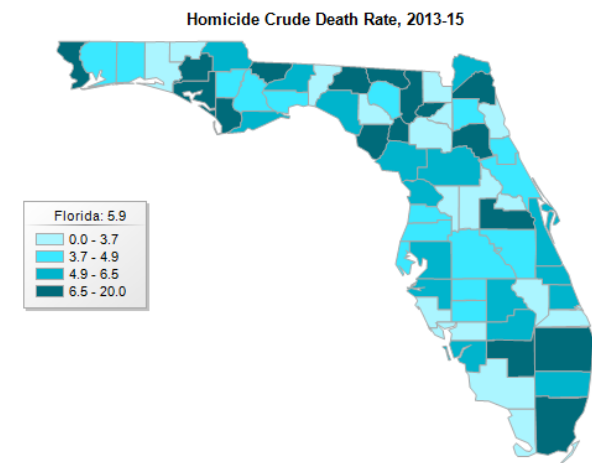 Homicide Crude Death Rate, 2013-15
Florida: 5.9
0.0 - 3.7
3.7 - 4.9
4.9 - 6.5
6.5 - 20.0